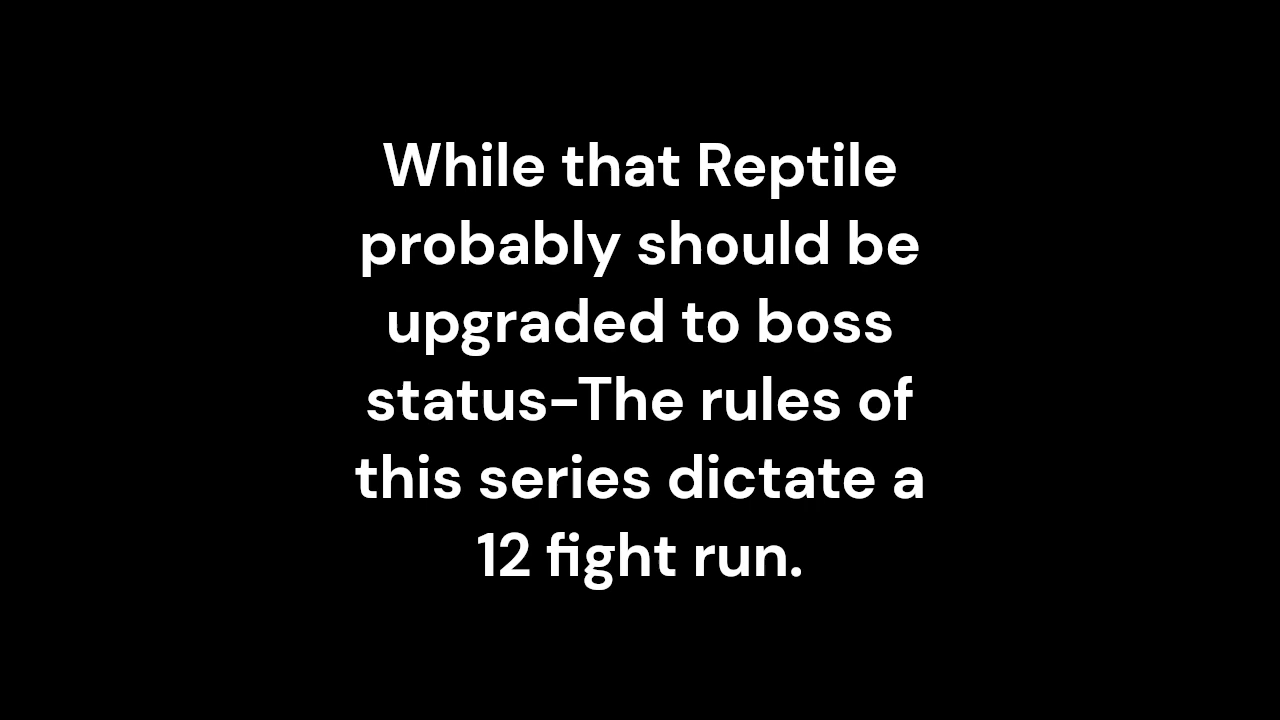 While that Reptile
probably should be
upgraded to boss
status-The rules of
this series dictate a
12 fight run.